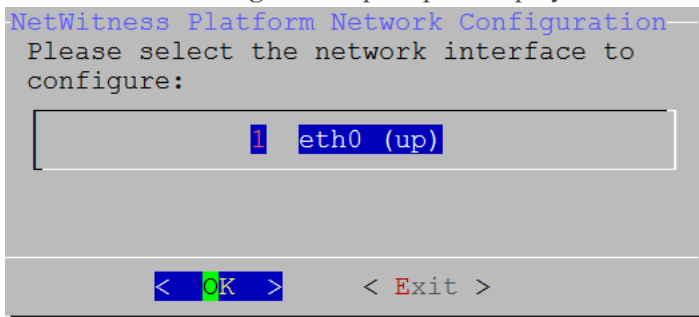 NetWitness Platform Network Configuration
Please select the network interface to
configure:
1 eth0 (up)
< OK > < Exit >